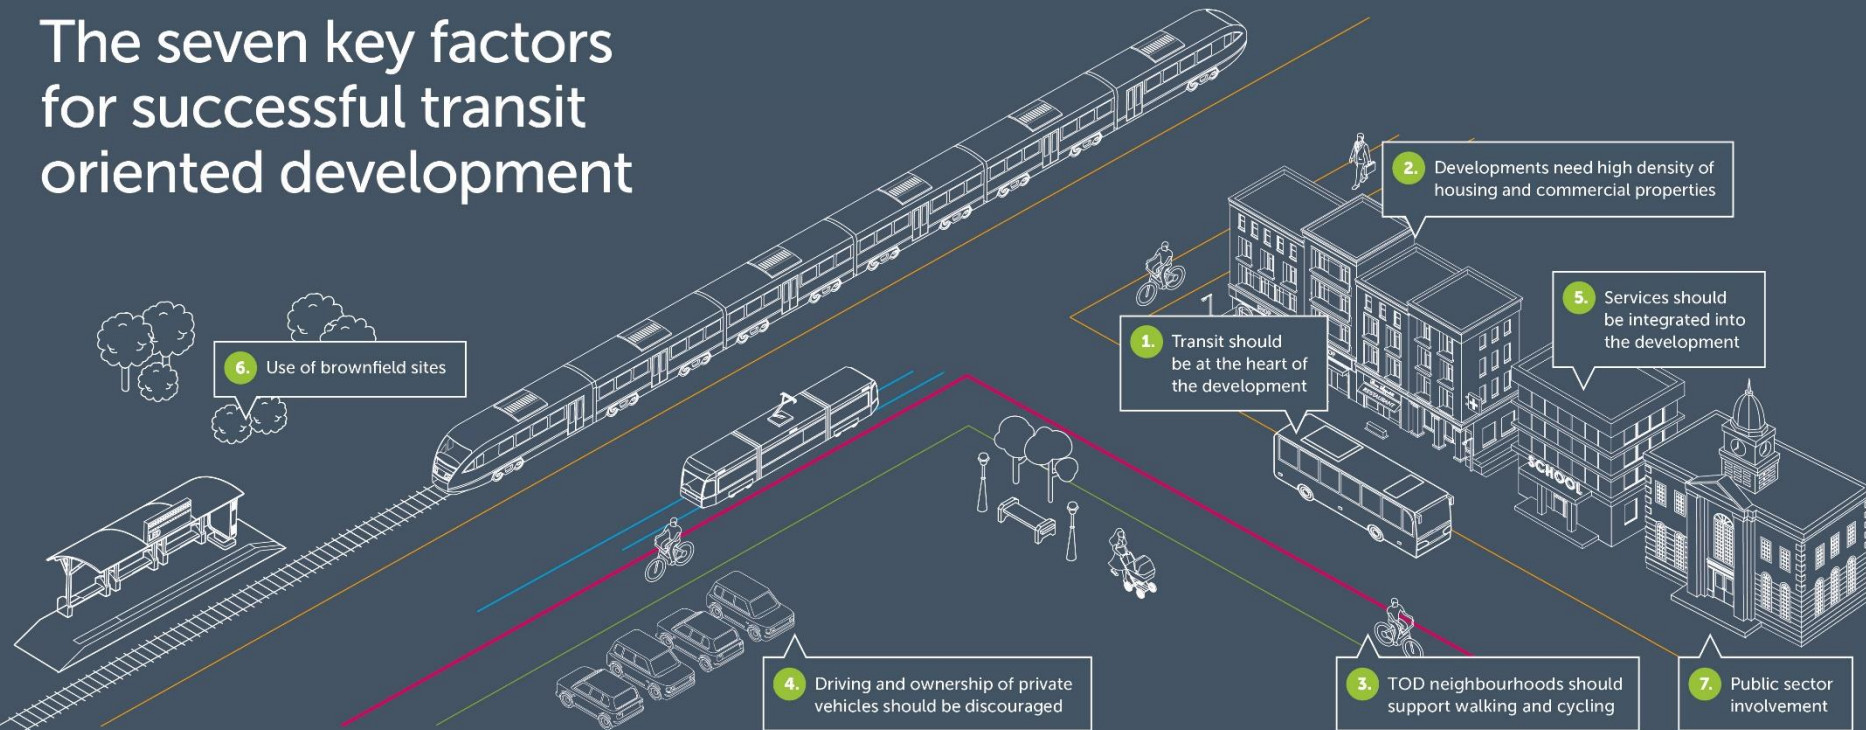 The seven key factors
for successful transit
oriented development
2. Developments need high density of
housing and commercial properties
5. Services should
be integrated into
the development
1. Transit should
be at the heart of
the development
6. Use of brownfield sites
RESTAURANT
SCHOOL
4. Driving and ownership of private
vehicles should be discouraged
3. TOD neighbourhoods should
support walking and cycling
7. Public sector
involvement